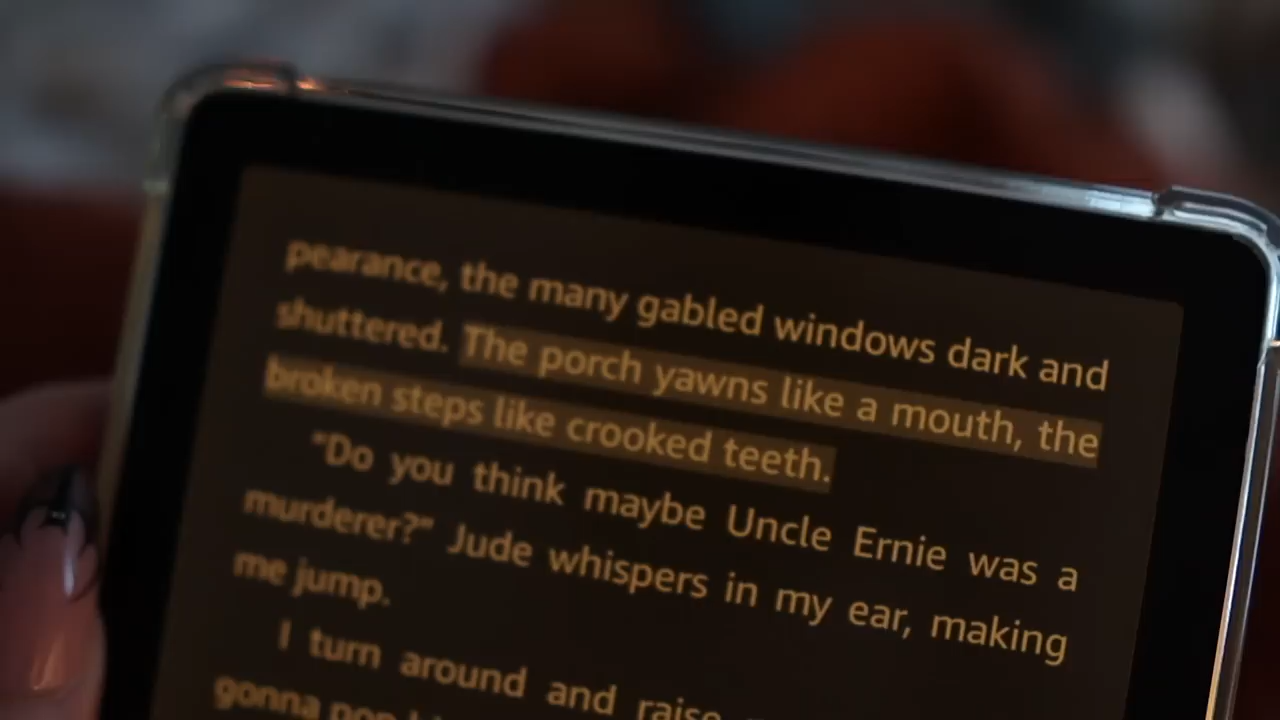 pearance, the many gabled windows dark and
shuttered. The porch yawns like a mouth, the
broken steps like crooked teeth.
"Do you think maybe Uncle Ernie was a
murderer?" Jude whispers in my ear, making
me jump.
I turn around and raise
gonna pop